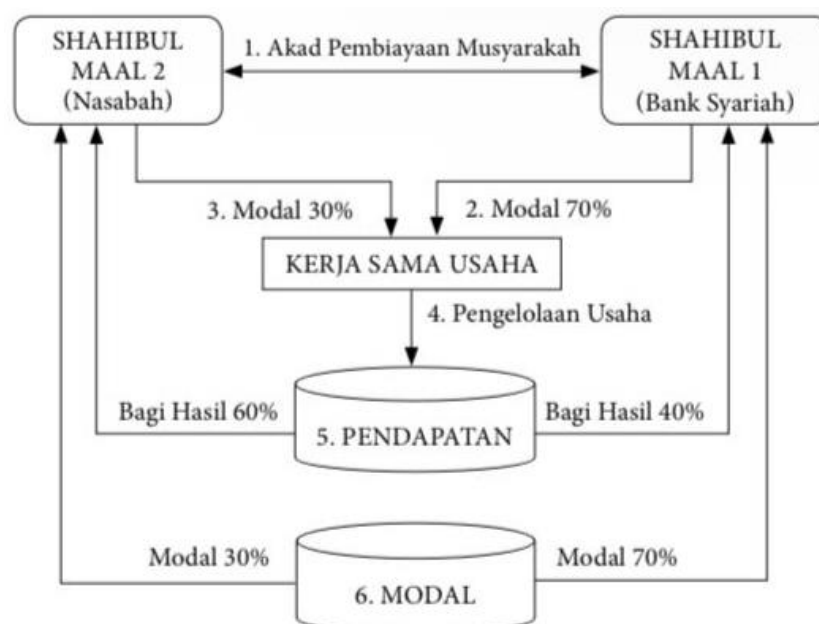 SHAHIBUL
MAAL 2
(Nasabah)
1. Akad Pembiayaan Musyarakah
SHAHIBUL
MAAL 1
(Bank Syariah)
3. Modal 30%
2. Modal 70%
KERJA SAMA USAHA
4. Pengelolaan Usaha
Bagi Hasil 60%
5. PENDAPATAN
Bagi Hasil 40%
Modal 30%
6. MODAL
Modal 70%